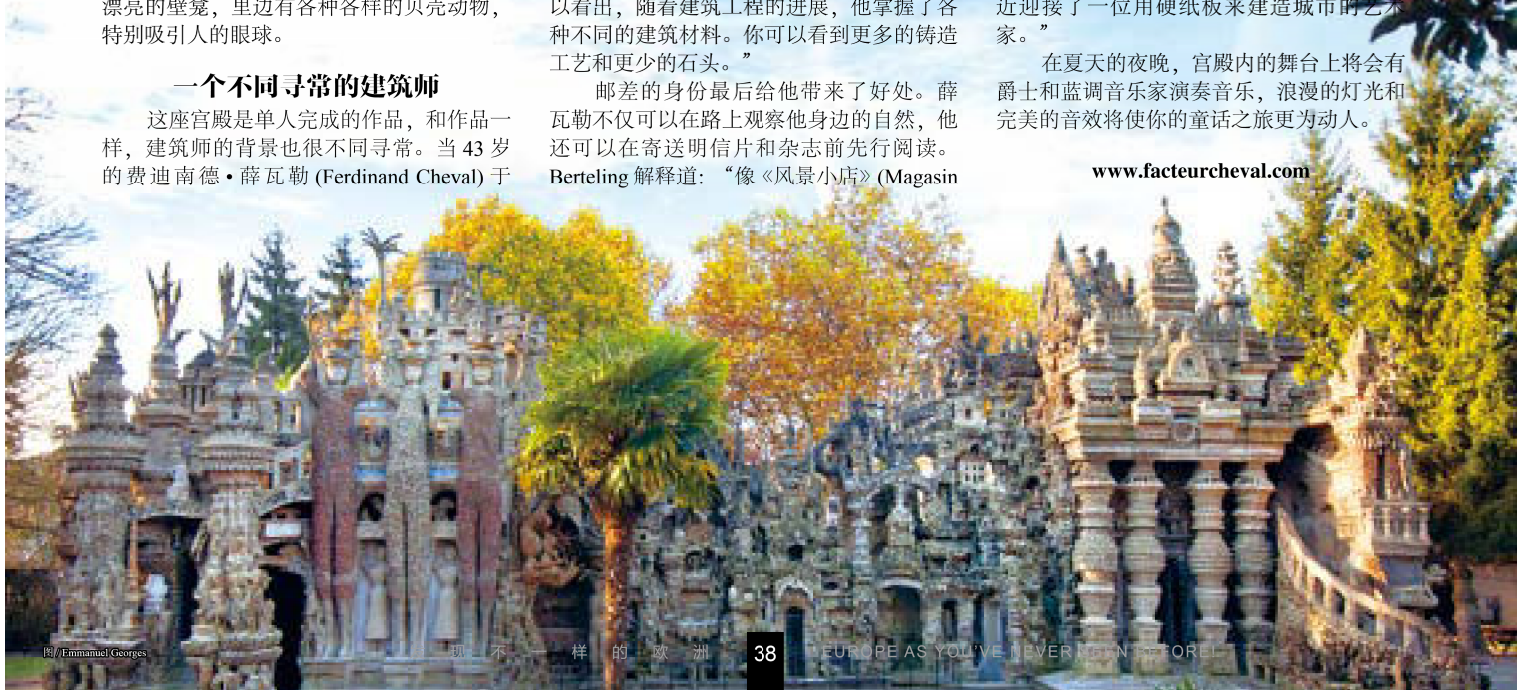 漂亮的壁龛，里边有各种各样的贝壳动物，
特别吸引人的眼球。
一个不同寻常的建筑师
这座宫殿是单人完成的作品，和作品一
样，建筑师的背景也很不同寻常。当 43 岁
的费迪南德·薛瓦勒 (Ferdinand Cheval) 于
以看出，随着建筑工程的进展，他掌握了各
种不同的建筑材料。你可以看到更多的铸造
工艺和更少的石头。”
邮差的身份最后给他带来了好处。薛
瓦勒不仅可以在路上观察他身边的自然，他
还可以在寄送明信片和杂志前先行阅读。
Berteling 解释道：“像《风景小店》(Magasin
近迎接了一位用硬纸板来建造城市的艺术
家。”
在夏天的夜晚，宫殿内的舞台上将会有
爵士和蓝调音乐家演奏音乐，浪漫的灯光和
完美的音效将使你的童话之旅更为动人。
www.facteurcheval.com
图//Emmanuel Georges
现不一样的欧洲
38
EUROPE AS YOU'VE NEVER SEEN BEFORE!